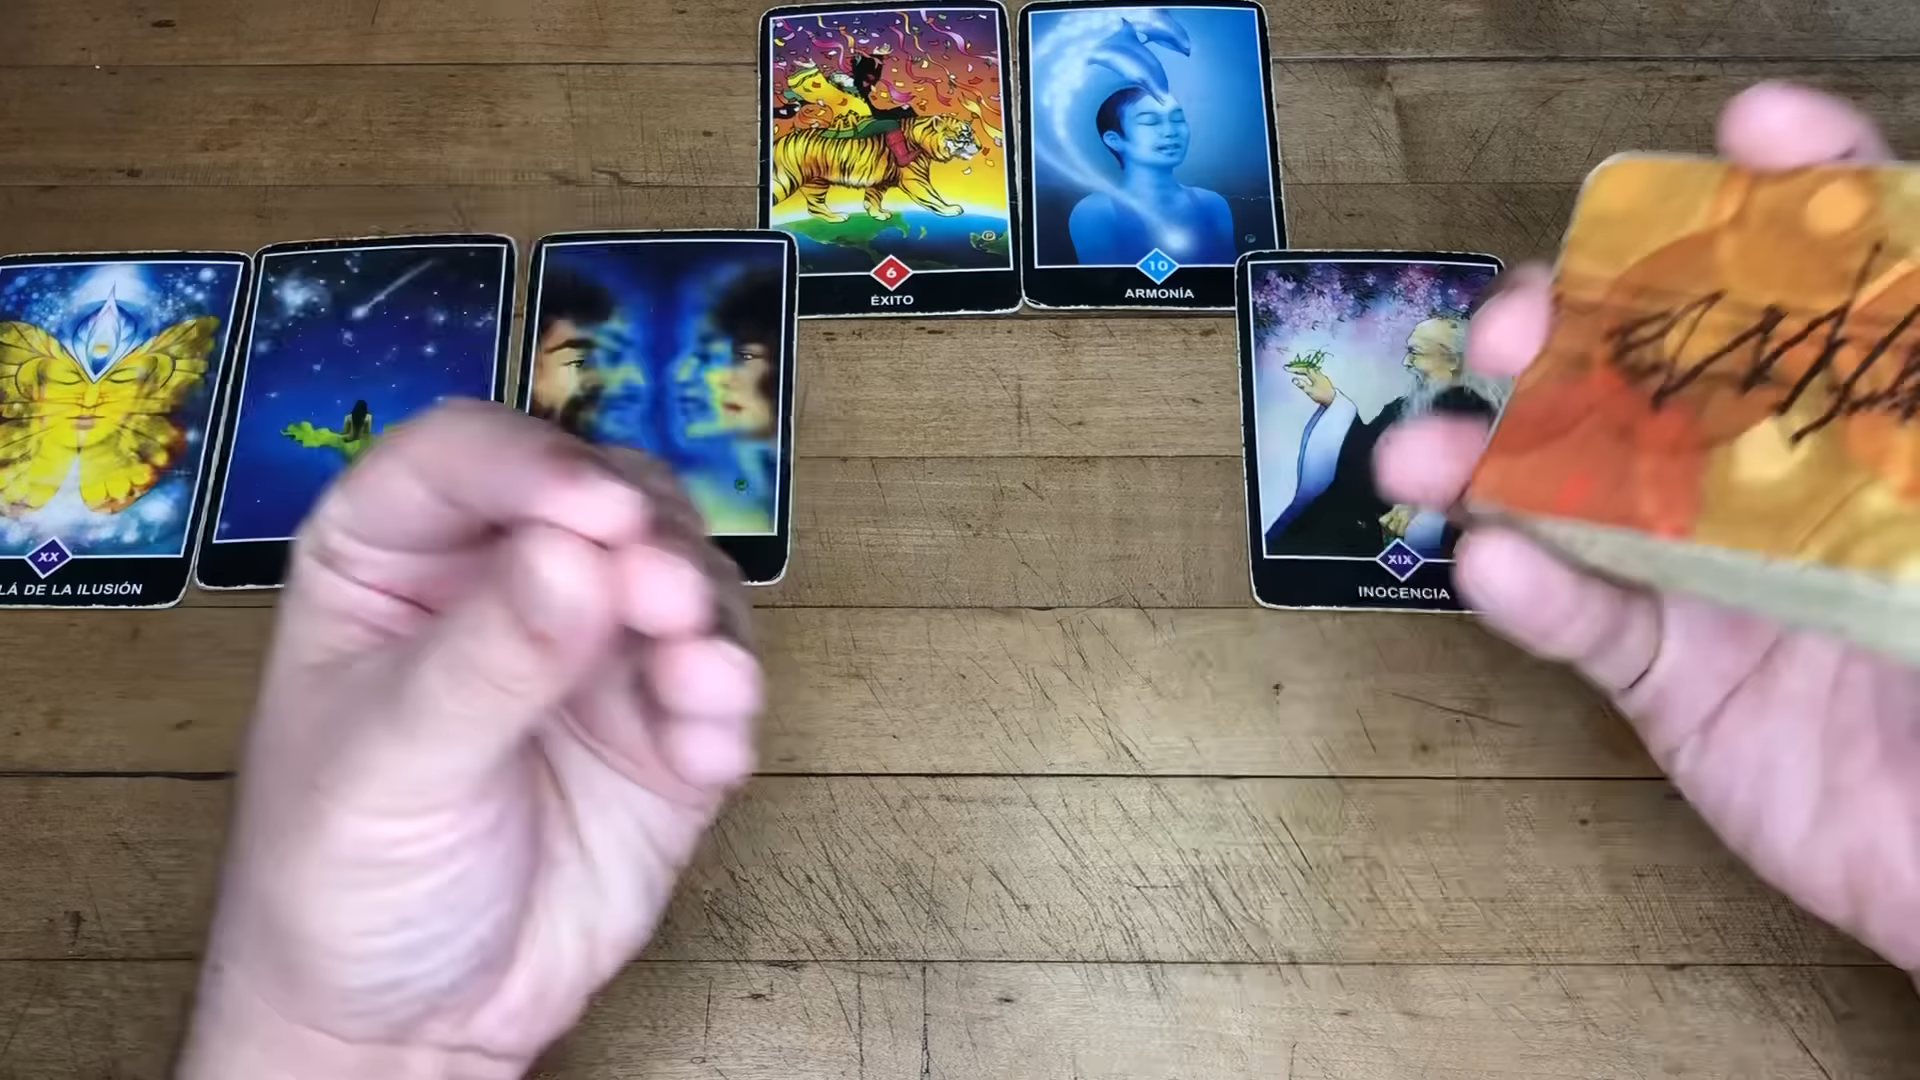 6
ÉXITO
10
ARMONÍA
XX
LÁ DE LA ILUSIÓN
XIX
INOCENCIA